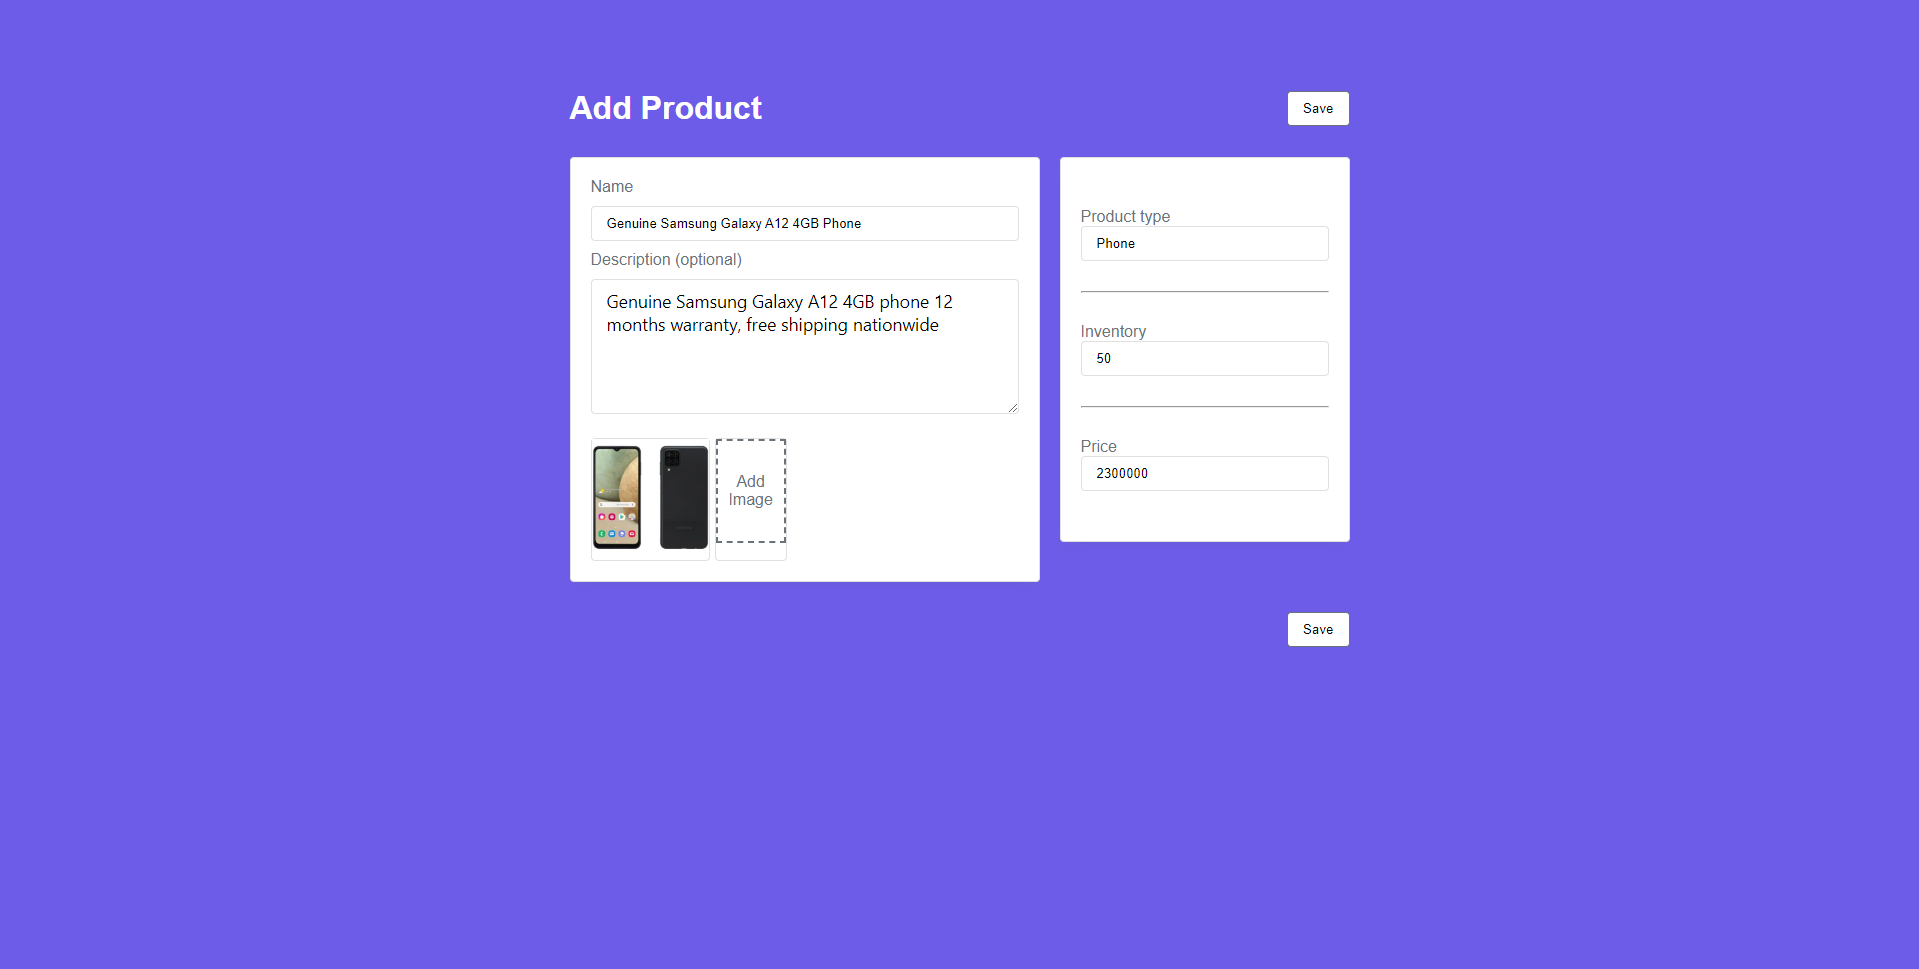 Add Product
Save
Name
Genuine Samsung Galaxy A12 4GB Phone
Description (optional)
Genuine Samsung Galaxy A12 4GB phone 12
months warranty, free shipping nationwide
Add
Image
Product type
Phone
Inventory
50
Price
2300000
Save